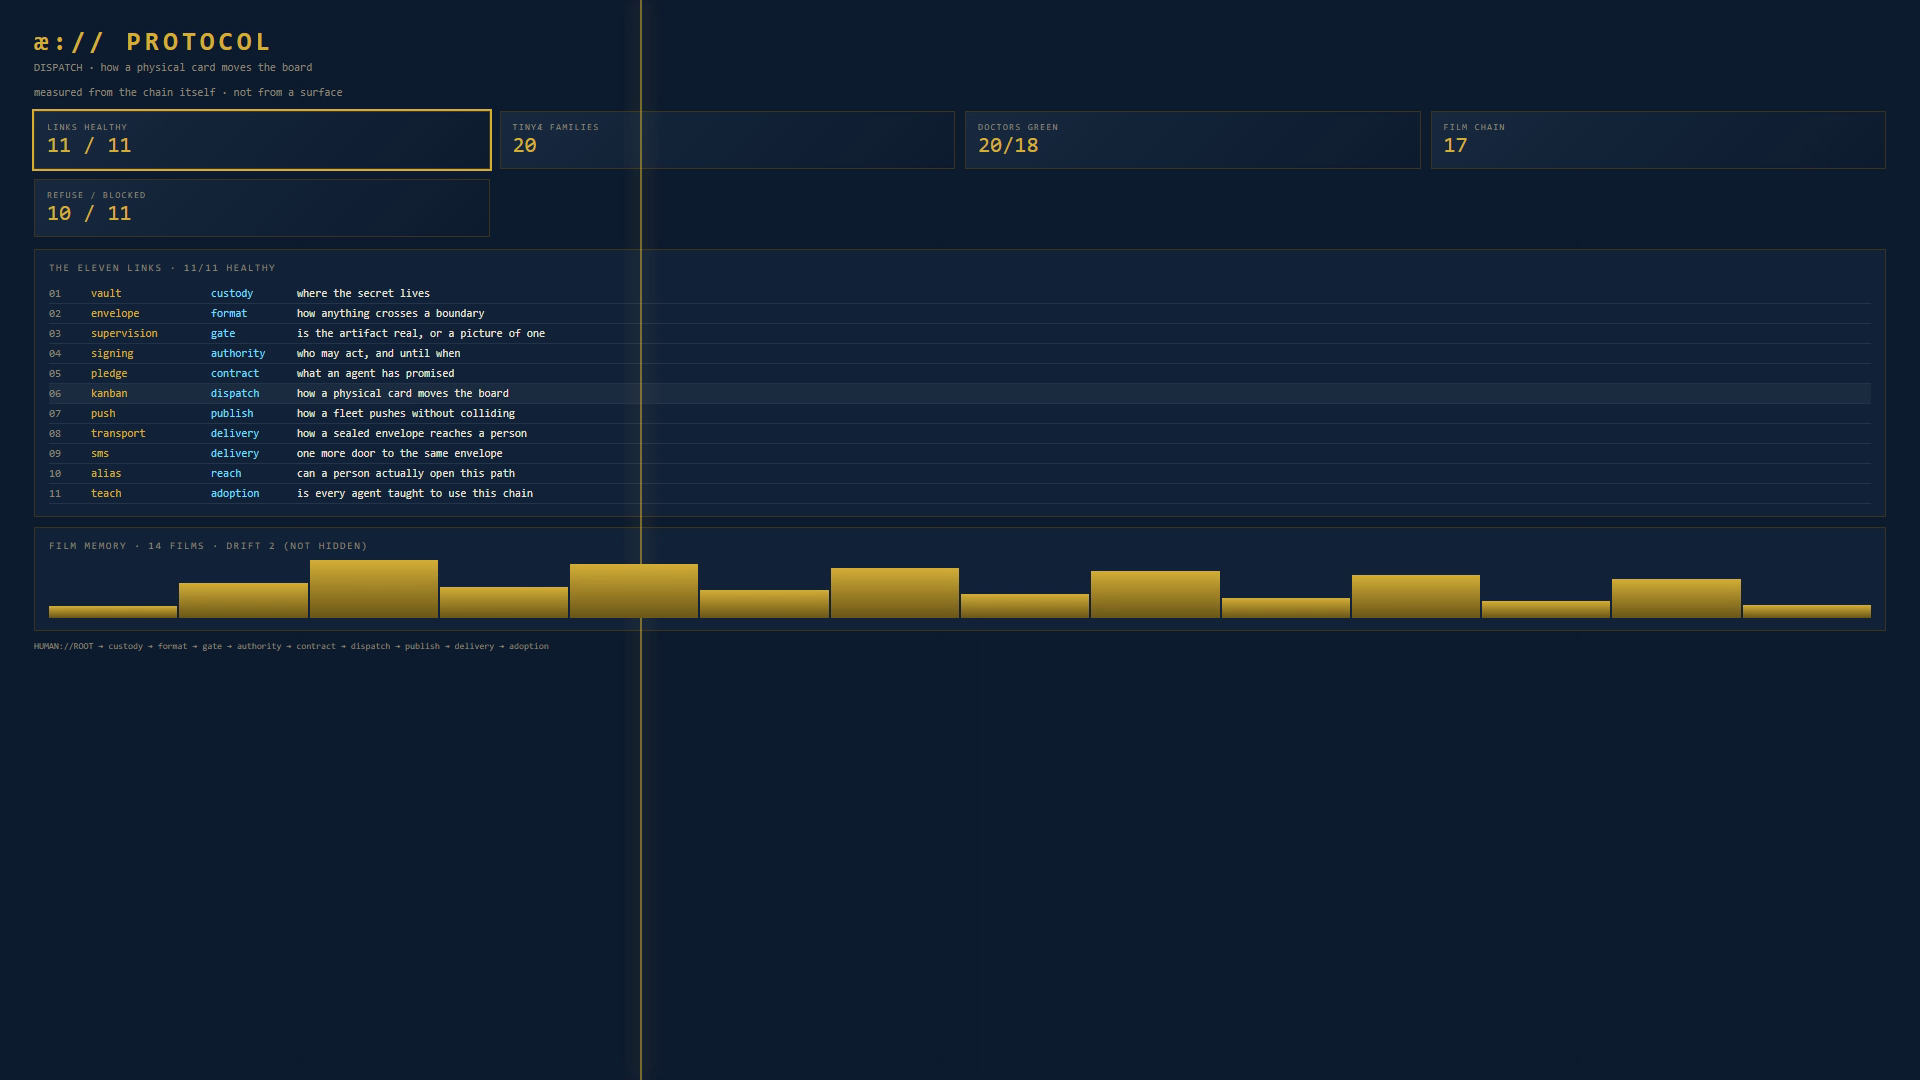 æ:// PROTOCOL
DISPATCH · how a physical card moves the board
measured from the chain itself · not from a surface
LINKS HEALTHY
11 / 11
TINYÆ FAMILIES
20
DOCTORS GREEN
20/18
FILM CHAIN
17
REFUSE / BLOCKED
10 / 11
THE ELEVEN LINKS · 11/11 HEALTHY
01 vault custody where the secret lives
02 envelope format how anything crosses a boundary
03 supervision gate is the artifact real, or a picture of one
04 signing authority who may act, and until when
05 pledge contract what an agent has promised
06 kanban dispatch how a physical card moves the board
07 push publish how a fleet pushes without colliding
08 transport delivery how a sealed envelope reaches a person
09 sms delivery one more door to the same envelope
10 alias reach can a person actually open this path
11 teach adoption is every agent taught to use this chain
FILM MEMORY · 14 FILMS · DRIFT 2 (NOT HIDDEN)
HUMAN://ROOT → custody → format → gate → authority → contract → dispatch → publish → delivery → adoption